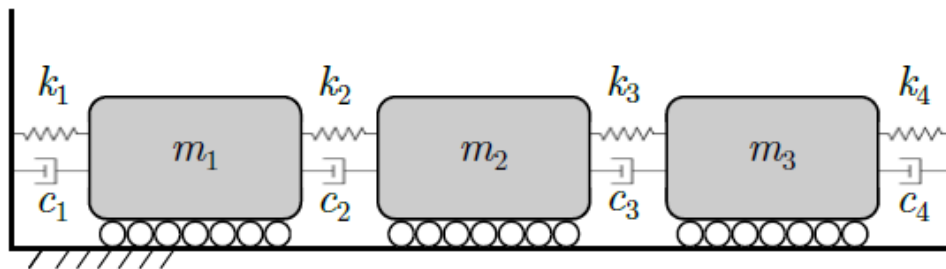 k₁ k₂ k₃ k₄
m₁ m₂ m₃
c₁ c₂ c₃ c₄